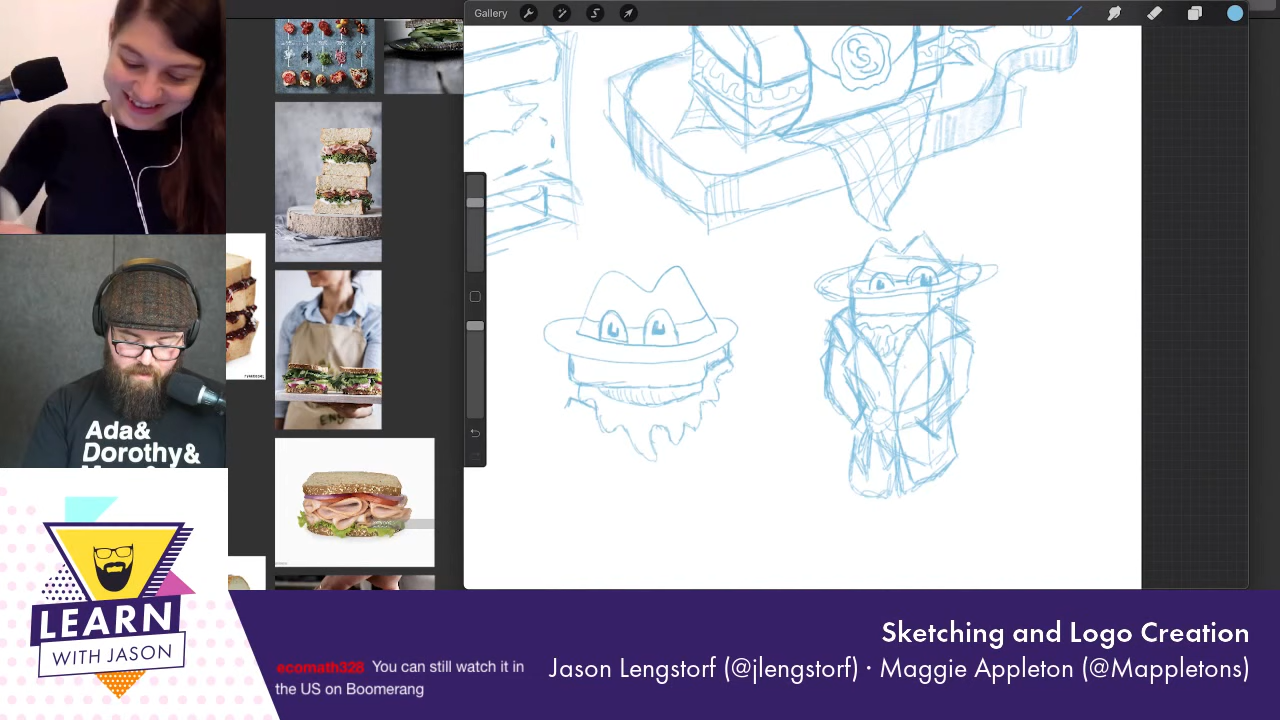 Gallery
S
SS
Ada&
Dorothy&
LEARN
WITH JASON
ecomath328 You can still watch it in
the US on Boomerang
Sketching and Logo Creation
Jason Lengstorf (@jlengstorf) · Maggie Appleton (@Mappletons)